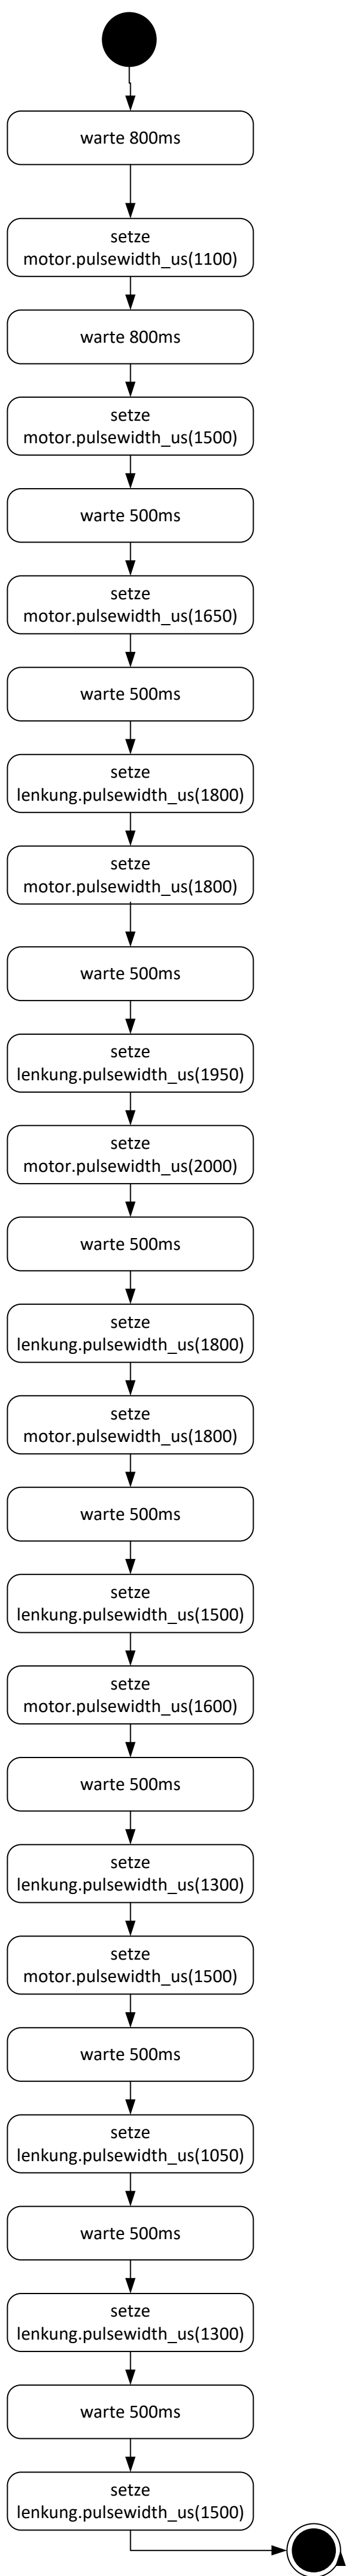 warte 800ms
setze
motor.pulsewidth_us(1100)
warte 800ms
setze
motor.pulsewidth_us(1500)
warte 500ms
setze
motor.pulsewidth_us(1650)
warte 500ms
setze
lenkung.pulsewidth_us(1800)
setze
motor.pulsewidth_us(1800)
warte 500ms
setze
lenkung.pulsewidth_us(1950)
setze
motor.pulsewidth_us(2000)
warte 500ms
setze
lenkung.pulsewidth_us(1800)
setze
motor.pulsewidth_us(1800)
warte 500ms
setze
lenkung.pulsewidth_us(1500)
setze
motor.pulsewidth_us(1600)
warte 500ms
setze
lenkung.pulsewidth_us(1300)
setze
motor.pulsewidth_us(1500)
warte 500ms
setze
lenkung.pulsewidth_us(1050)
warte 500ms
setze
lenkung.pulsewidth_us(1300)
warte 500ms
setze
lenkung.pulsewidth_us(1500)